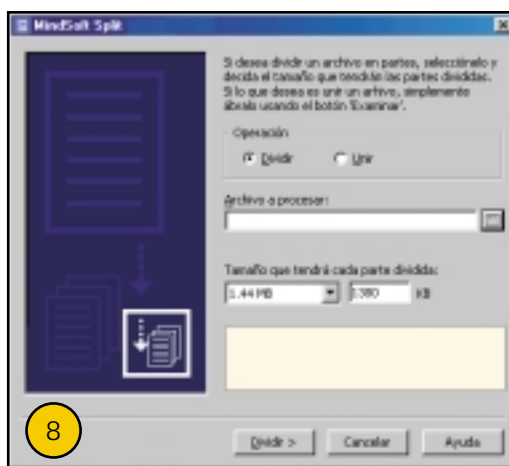 MindSoft Split
Si desea dividir un archivo en partes, selecciónelo y
decida el tamaño que tendrán las partes divididas.
Si lo que desea es unir un arhivo, simplemente
ábralo usando el botón 'Examinar'.
Operación
Dividir Unir
Archivo a procesar:
Tamaño que tendrá cada parte dividida:
1.44 MB 1380 KB
8
Dividir > Cancelar Ayuda